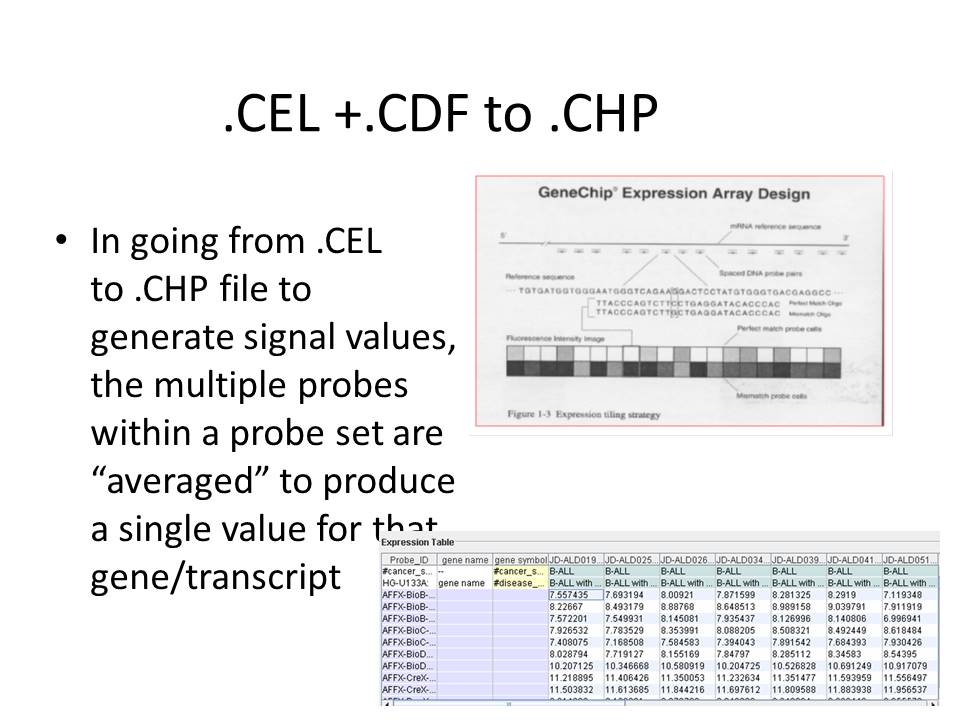 .CEL +.CDF to .CHP
• In going from .CEL
to .CHP file to
generate signal values,
the multiple probes
within a probe set are
“averaged” to produce
a single value for that
gene/transcript
GeneChip® Expression Array Design
mRNA reference sequence
5' 3'
Spaced DNA probe pairs
Reference sequence
··· TGTGATGGTGGGAATGGGTCAGAAGGACTCCTATGTGGGTGACGAGGCC ···
TTACCCAGTCTTCCTGAGGATACACCCAC Perfect Match Oligo
TTACCCAGTCTTGCTGAGGATACACCCAC Mismatch Oligo
Perfect match probe cells
Fluorescence Intensity Image
Mismatch probe cells
Figure 1-3 Expression tiling strategy
Expression Table
Probe_ID gene name gene symbol JD-ALD019... JD-ALD025... JD-ALD026... JD-ALD034... JD-ALD039... JD-ALD041... JD-ALD051...
#cancer_s... -- #cancer_s... B-ALL B-ALL B-ALL B-ALL B-ALL B-ALL B-ALL
HG-U133A: gene name #disease_... B-ALL with ... B-ALL with ... B-ALL with ... B-ALL with ... B-ALL with ... B-ALL with ... B-ALL with ...
AFFX-BioB-... 7.557435 7.693194 8.00921 7.871599 8.281325 8.2919 7.119348
AFFX-BioB-... 8.22667 8.493179 8.88768 8.648513 8.989158 9.039791 7.911919
AFFX-BioB-... 7.572201 7.549931 8.145081 7.935437 8.126996 8.140806 6.996941
AFFX-BioC-... 7.926532 7.783529 8.353991 8.088205 8.508321 8.492449 8.618484
AFFX-BioC-... 7.408075 7.168508 7.584583 7.394043 7.891542 7.684393 7.930426
AFFX-BioD... 8.028794 7.719127 8.155169 7.84797 8.285112 8.34583 8.54395
AFFX-BioD... 10.207125 10.346668 10.580919 10.204725 10.526828 10.691249 10.917079
AFFX-CreX-... 11.218895 11.406426 11.350053 11.232634 11.351477 11.593959 11.556497
AFFX-CreX-... 11.503832 11.613685 11.844216 11.697612 11.809588 11.883938 11.956537